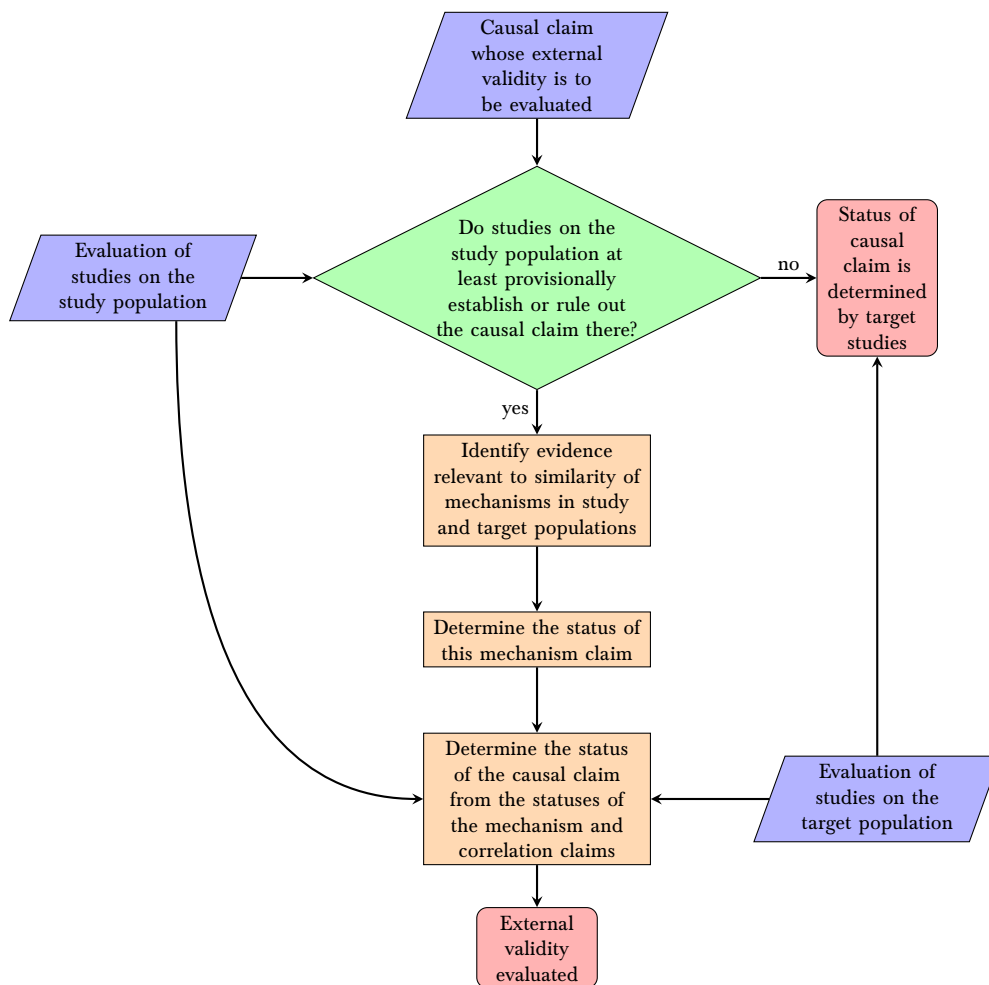 Causal claim
whose external
validity is to
be evaluated
Do studies on the
study population at
least provisionally
establish or rule out
the causal claim there?
Evaluation of
studies on the
study population
no
Status of
causal
claim is
determined
by target
studies
yes
Identify evidence
relevant to similarity of
mechanisms in study
and target populations
Determine the status of
this mechanism claim
Determine the status
of the causal claim
from the statuses of
the mechanism and
correlation claims
Evaluation of
studies on the
target population
External
validity
evaluated